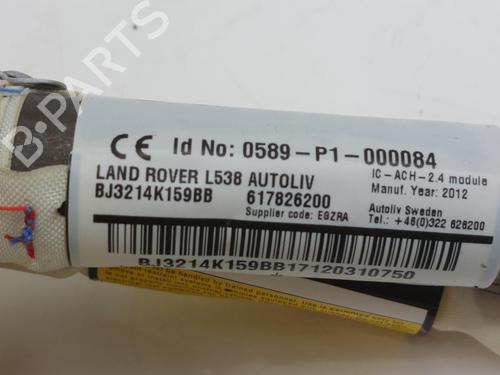 B-PARTS
CE Id No: 0589-P1-000084
LAND ROVER L538 AUTOLIV
BJ3214K159BB 617826200
Supplier code: EGZRA
IC-ACH-2.4 module
Manuf. Year: 2012
Autoliv Sweden
Tel: +46(0)322 626200
BJ3214K159BB17120310750